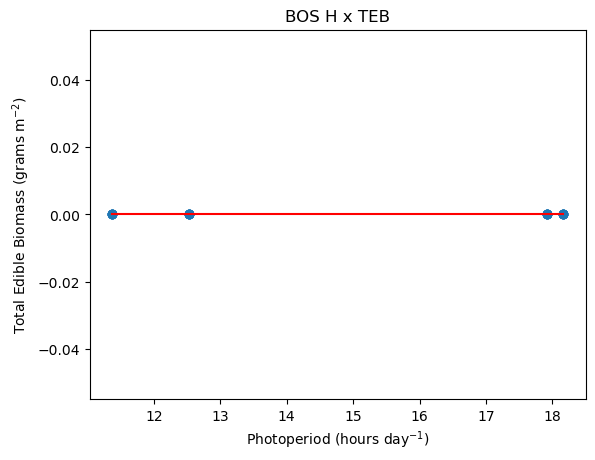 BOS H x TEB
Total Edible Biomass (grams m⁻²)
0.04
0.02
0.00
−0.02
−0.04
12 13 14 15 16 17 18
Photoperiod (hours day⁻¹)